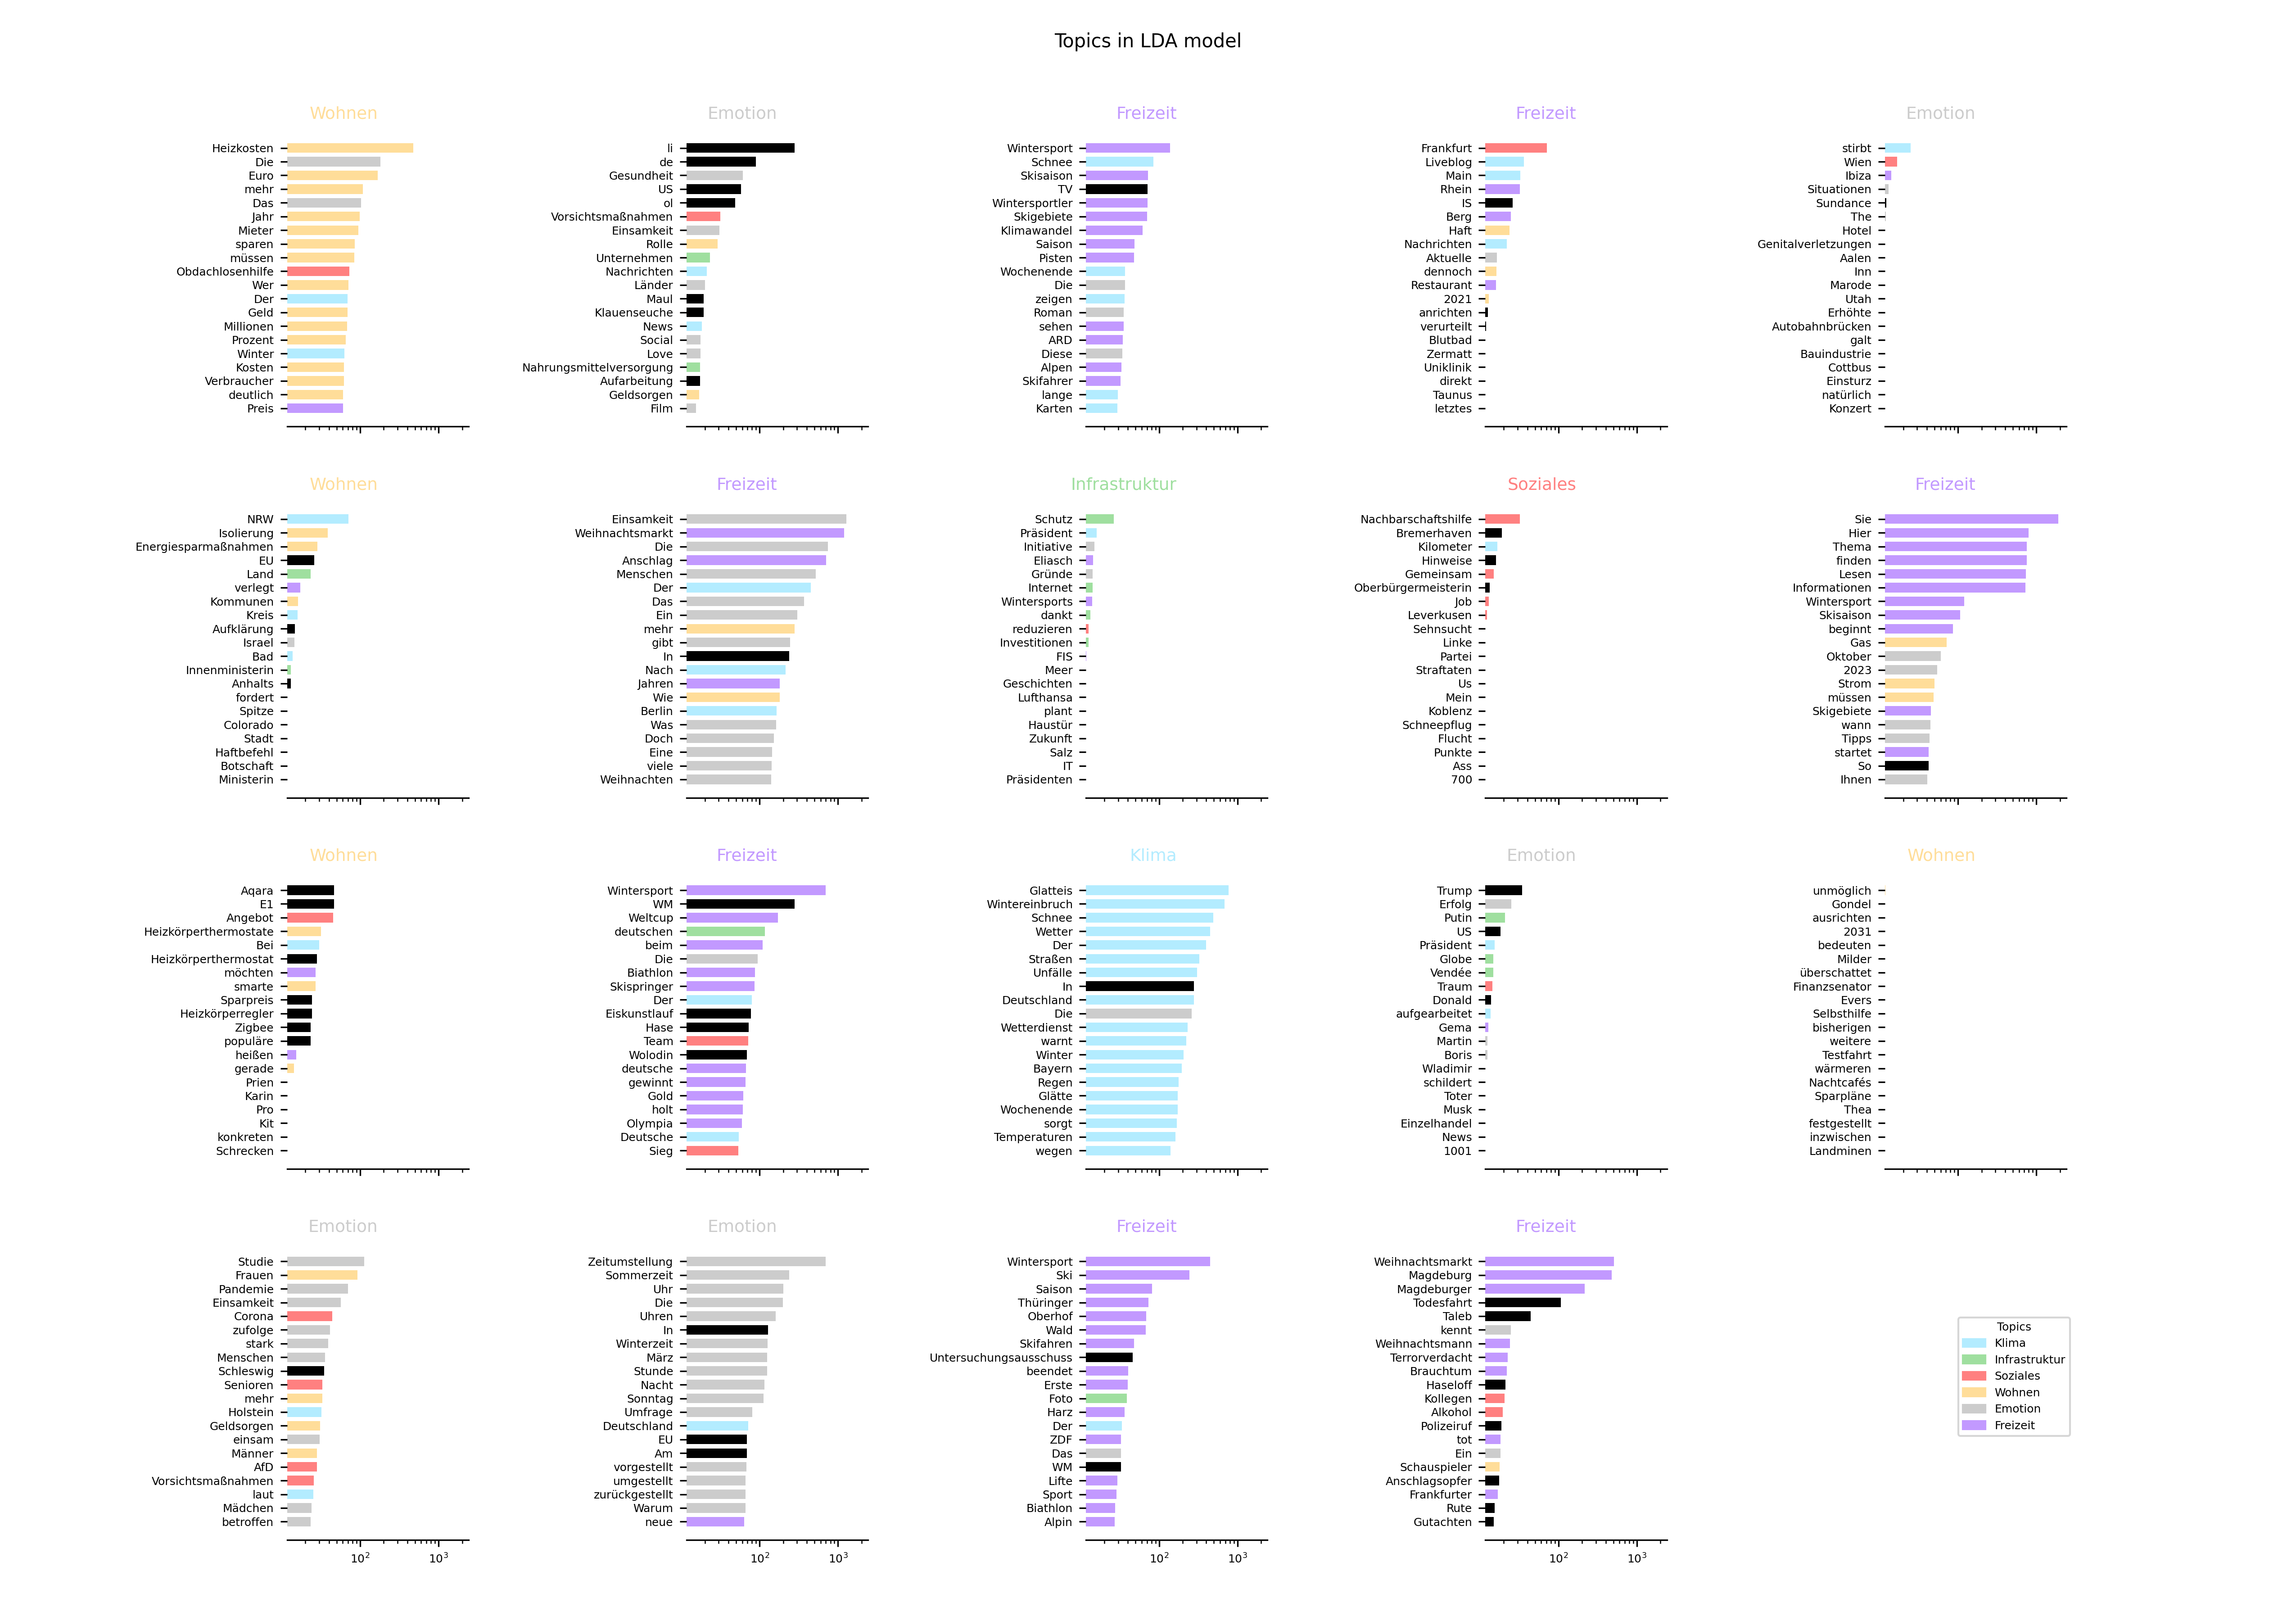 Topics in LDA model
Wohnen
Heizkosten
Die
Euro
mehr
Das
Jahr
Mieter
sparen
müssen
Obdachlosenhilfe
Wer
Der
Geld
Millionen
Prozent
Winter
Kosten
Verbraucher
deutlich
Preis
Emotion
li
de
Gesundheit
US
ol
Vorsichtsmaßnahmen
Einsamkeit
Rolle
Unternehmen
Nachrichten
Länder
Maul
Klauenseuche
News
Social
Love
Nahrungsmittelversorgung
Aufarbeitung
Geldsorgen
Film
Freizeit
Wintersport
Schnee
Skisaison
TV
Wintersportler
Skigebiete
Klimawandel
Saison
Pisten
Wochenende
Die
zeigen
Roman
sehen
ARD
Diese
Alpen
Skifahrer
lange
Karten
Freizeit
Frankfurt
Liveblog
Main
Rhein
IS
Berg
Haft
Nachrichten
Aktuelle
dennoch
Restaurant
2021
anrichten
verurteilt
Blutbad
Zermatt
Uniklinik
direkt
Taunus
letztes
Emotion
stirbt
Wien
Ibiza
Situationen
Sundance
The
Hotel
Genitalverletzungen
Aalen
Inn
Marode
Utah
Erhöhte
Autobahnbrücken
galt
Bauindustrie
Cottbus
Einsturz
natürlich
Konzert
Wohnen
NRW
Isolierung
Energiesparmaßnahmen
EU
Land
verlegt
Kommunen
Kreis
Aufklärung
Israel
Bad
Innenministerin
Anhalts
fordert
Spitze
Colorado
Stadt
Haftbefehl
Botschaft
Ministerin
Freizeit
Einsamkeit
Weihnachtsmarkt
Die
Anschlag
Menschen
Der
Das
Ein
mehr
gibt
In
Nach
Jahren
Wie
Berlin
Was
Doch
Eine
viele
Weihnachten
Infrastruktur
Schutz
Präsident
Initiative
Eliasch
Gründe
Internet
Wintersports
dankt
reduzieren
Investitionen
FIS
Meer
Geschichten
Lufthansa
plant
Haustür
Zukunft
Salz
IT
Präsidenten
Soziales
Nachbarschaftshilfe
Bremerhaven
Kilometer
Hinweise
Gemeinsam
Oberbürgermeisterin
Job
Leverkusen
Sehnsucht
Linke
Partei
Straftaten
Us
Mein
Koblenz
Schneepflug
Flucht
Punkte
Ass
700
Freizeit
Sie
Hier
Thema
finden
Lesen
Informationen
Wintersport
Skisaison
beginnt
Gas
Oktober
2023
Strom
müssen
Skigebiete
wann
Tipps
startet
So
Ihnen
Wohnen
Aqara
E1
Angebot
Heizkörperthermostate
Bei
Heizkörperthermostat
möchten
smarte
Sparpreis
Heizkörperregler
Zigbee
populäre
heißen
gerade
Prien
Karin
Pro
Kit
konkreten
Schrecken
Freizeit
Wintersport
WM
Weltcup
deutschen
beim
Die
Biathlon
Skispringer
Der
Eiskunstlauf
Hase
Team
Wolodin
deutsche
gewinnt
Gold
holt
Olympia
Deutsche
Sieg
Klima
Glatteis
Wintereinbruch
Schnee
Wetter
Der
Straßen
Unfälle
In
Deutschland
Die
Wetterdienst
warnt
Winter
Bayern
Regen
Glätte
Wochenende
sorgt
Temperaturen
wegen
Emotion
Trump
Erfolg
Putin
US
Präsident
Globe
Vendée
Traum
Donald
aufgearbeitet
Gema
Martin
Boris
Wladimir
schildert
Toter
Musk
Einzelhandel
News
1001
Wohnen
unmöglich
Gondel
ausrichten
2031
bedeuten
Milder
überschattet
Finanzsenator
Evers
Selbsthilfe
bisherigen
weitere
Testfahrt
wärmeren
Nachtcafés
Sparpläne
Thea
festgestellt
inzwischen
Landminen
Emotion
Studie
Frauen
Pandemie
Einsamkeit
Corona
zufolge
stark
Menschen
Schleswig
Senioren
mehr
Holstein
Geldsorgen
einsam
Männer
AfD
Vorsichtsmaßnahmen
laut
Mädchen
betroffen
10² 10³
Emotion
Zeitumstellung
Sommerzeit
Uhr
Die
Uhren
In
Winterzeit
März
Stunde
Nacht
Sonntag
Umfrage
Deutschland
EU
Am
vorgestellt
umgestellt
zurückgestellt
Warum
neue
10² 10³
Freizeit
Wintersport
Ski
Saison
Thüringer
Oberhof
Wald
Skifahren
Untersuchungsausschuss
beendet
Erste
Foto
Harz
Der
ZDF
Das
WM
Lifte
Sport
Biathlon
Alpin
10² 10³
Freizeit
Weihnachtsmarkt
Magdeburg
Magdeburger
Todesfahrt
Taleb
kennt
Weihnachtsmann
Terrorverdacht
Brauchtum
Haseloff
Kollegen
Alkohol
Polizeiruf
tot
Ein
Schauspieler
Anschlagsopfer
Frankfurter
Rute
Gutachten
10² 10³
Topics
Klima
Infrastruktur
Soziales
Wohnen
Emotion
Freizeit